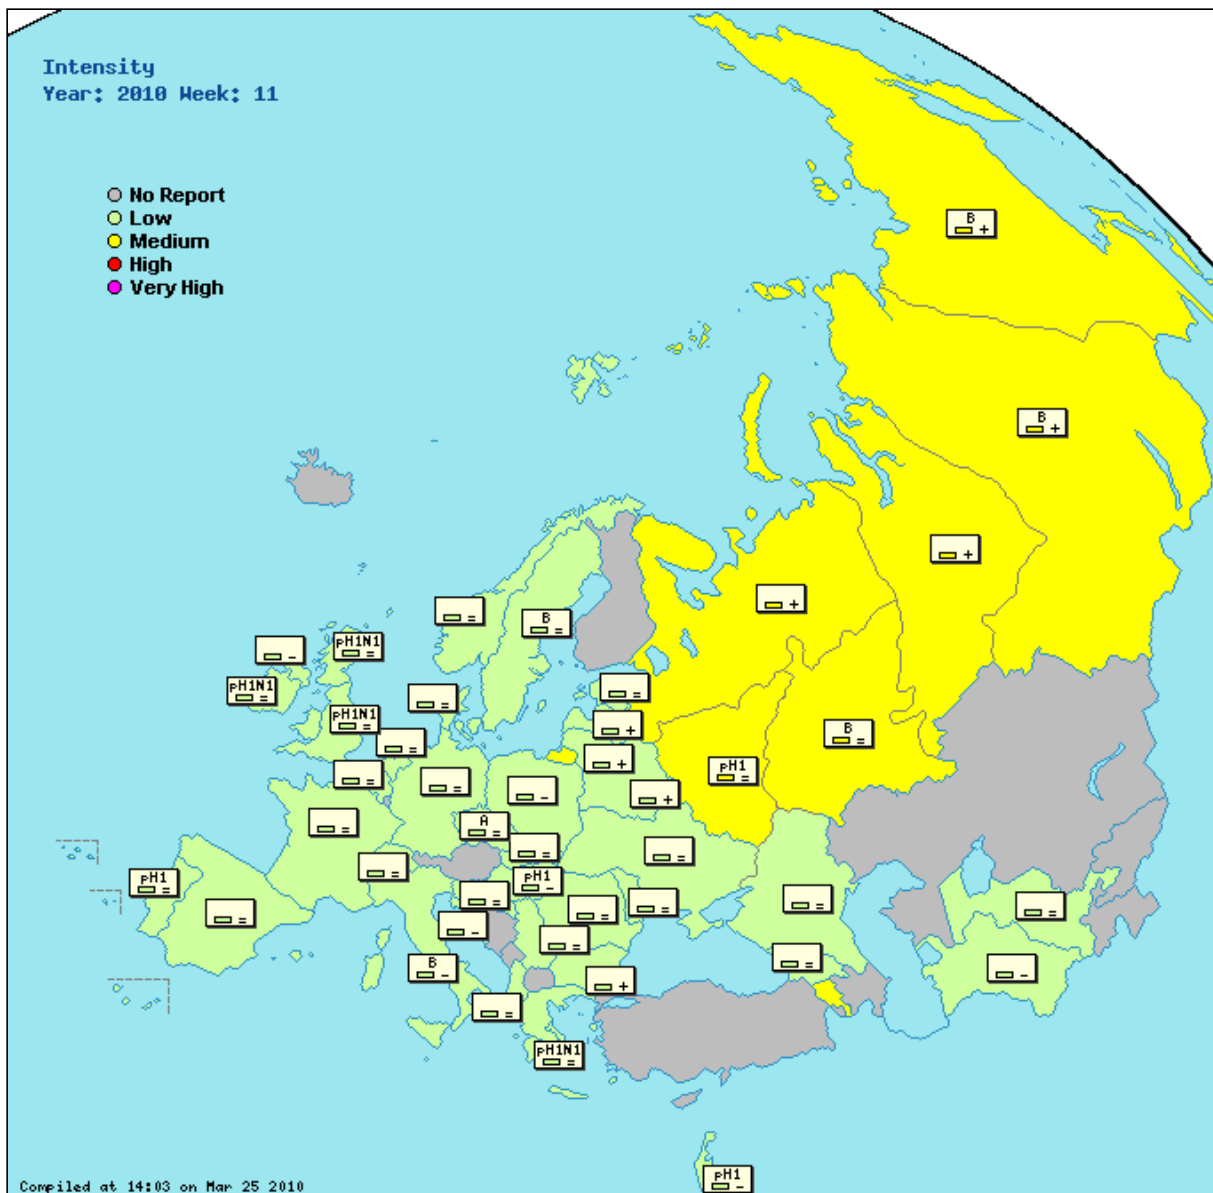 Intensity
Year: 2010 Week: 11
No Report
Low
Medium
High
Very High
B
+
B
+
+
+
=
B
=
pH1N1
=
-
pH1N1
=
=
=
pH1N1
=
+
=
B
=
+
pH1
=
=
=
-
+
=
A
=
=
=
=
pH1
=
pH1
-
=
=
=
=
=
=
-
=
B
-
=
-
+
=
pH1N1
=
pH1
-
Compiled at 14:03 on Mar 25 2010